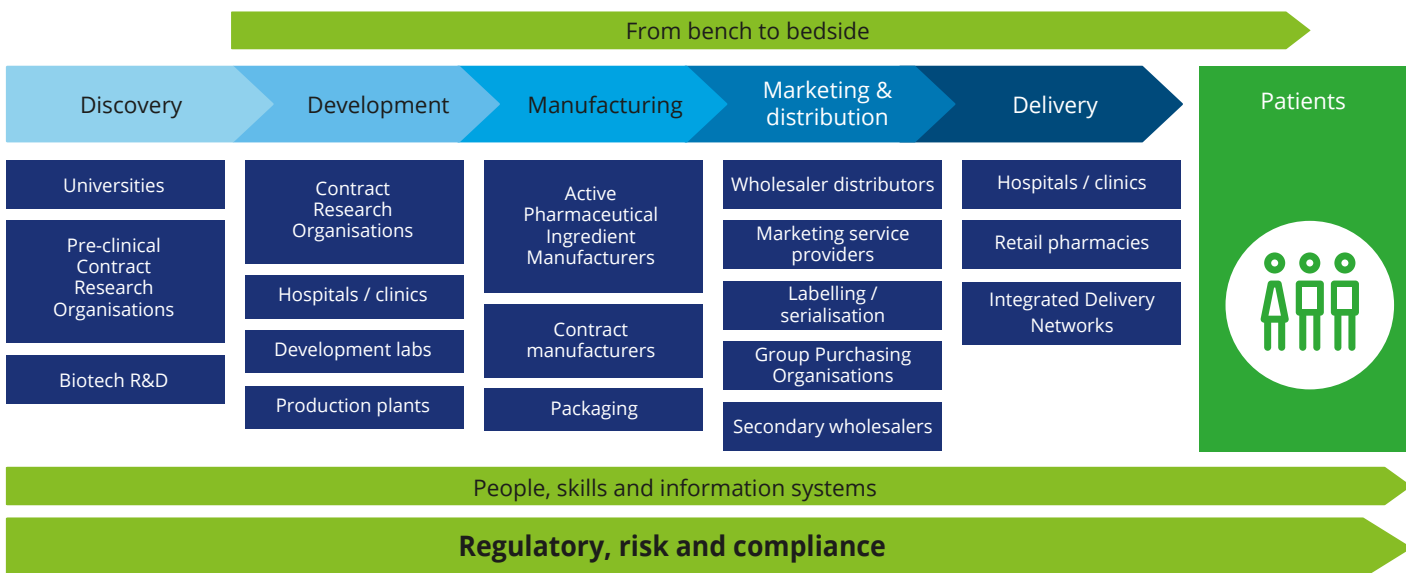 From bench to bedside
Discovery
Development
Manufacturing
Marketing &
distribution
Delivery
Patients
Universities
Pre-clinical
Contract
Research
Organisations
Biotech R&D
Contract
Research
Organisations
Hospitals / clinics
Development labs
Production plants
Active
Pharmaceutical
Ingredient
Manufacturers
Contract
manufacturers
Packaging
Wholesaler distributors
Marketing service
providers
Labelling /
serialisation
Group Purchasing
Organisations
Secondary wholesalers
Hospitals / clinics
Retail pharmacies
Integrated Delivery
Networks
People, skills and information systems
Regulatory, risk and compliance